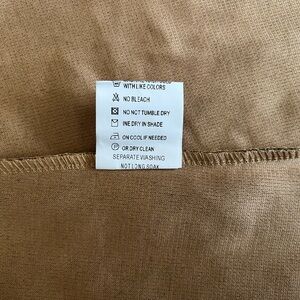 WITH LIKE COLORS
NO BLEACH
NO NOT TUMBLE DRY
INE DRY IN SHADE
ON COOL IF NEEDED
OR DRY CLEAN
SEPARATE WASHING
NOT LONG SOAK